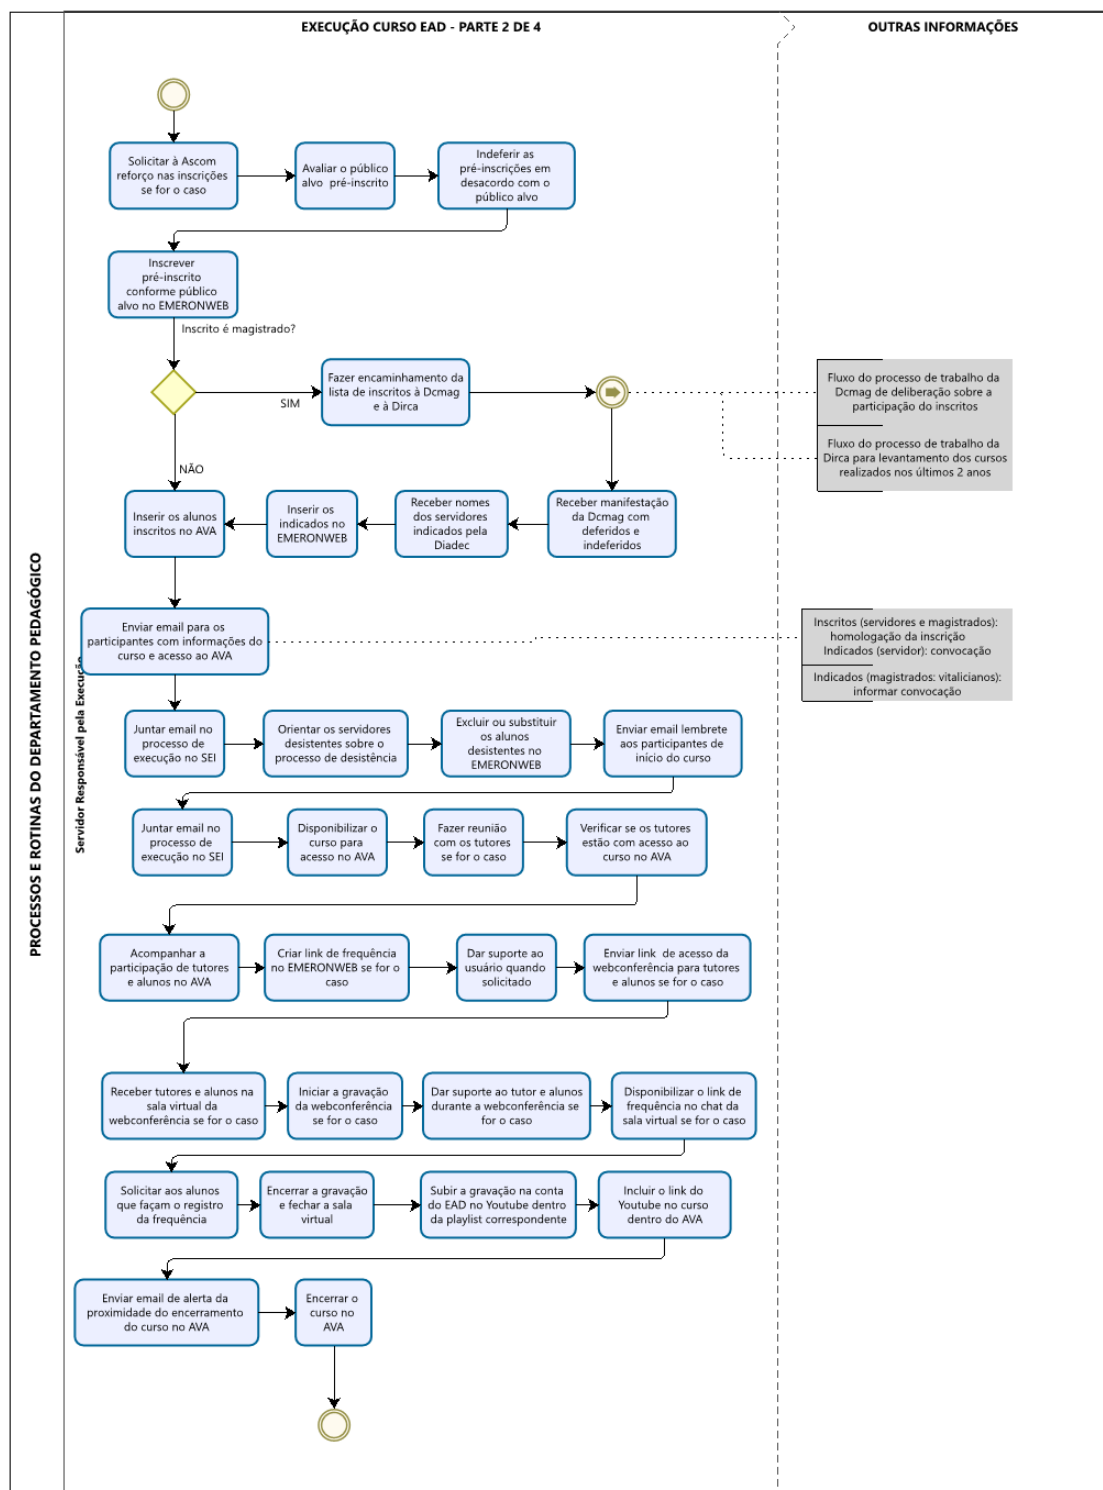 EXECUÇÃO CURSO EAD - PARTE 2 DE 4
OUTRAS INFORMAÇÕES
PROCESSOS E ROTINAS DO DEPARTAMENTO PEDAGÓGICO
Servidor Responsável pela Execução
Solicitar à Ascom
reforço nas inscrições
se for o caso
Avaliar o público
alvo pré-inscrito
Indeferir as
pré-inscrições em
desacordo com o
público alvo
Inscrever
pré-inscrito
conforme público
alvo no EMERONWEB
Inscrito é magistrado?
SIM
NÃO
Fazer encaminhamento da
lista de inscritos à Dcmag
e à Dirca
Fluxo do processo de trabalho da
Dcmag de deliberação sobre a
participação do inscritos
Fluxo do processo de trabalho da
Dirca para levantamento dos cursos
realizados nos últimos 2 anos
Inserir os alunos
inscritos no AVA
Inserir os
indicados no
EMERONWEB
Receber nomes
dos servidores
indicados pela
Diadec
Receber manifestação
da Dcmag com
deferidos e
indeferidos
Enviar email para os
participantes com informações do
curso e acesso ao AVA
Inscritos (servidores e magistrados):
homologação da inscrição
Indicados (servidor): convocação
Indicados (magistrados: vitalicianos):
informar convocação
Juntar email no
processo de
execução no SEI
Orientar os servidores
desistentes sobre o
processo de desistência
Excluir ou substituir
os alunos
desistentes no
EMERONWEB
Enviar email lembrete
aos participantes de
início do curso
Juntar email no
processo de
execução no SEI
Disponibilizar o
curso para
acesso no AVA
Fazer reunião
com os tutores
se for o caso
Verificar se os tutores
estão com acesso ao
curso no AVA
Acompanhar a
participação de tutores
e alunos no AVA
Criar link de frequência
no EMERONWEB se for o
caso
Dar suporte ao
usuário quando
solicitado
Enviar link de acesso da
webconferência para tutores
e alunos se for o caso
Receber tutores e alunos na
sala virtual da
webconferência se for o caso
Iniciar a gravação
da webconferência
se for o caso
Dar suporte ao tutor e alunos
durante a webconferência se
for o caso
Disponibilizar o link de
frequência no chat da
sala virtual se for o caso
Solicitar aos alunos
que façam o registro
da frequência
Encerrar a gravação
e fechar a sala
virtual
Subir a gravação na conta
do EAD no Youtube dentro
da playlist correspondente
Incluir o link do
Youtube no curso
dentro do AVA
Enviar email de alerta da
proximidade do encerramento
do curso no AVA
Encerrar o
curso no
AVA